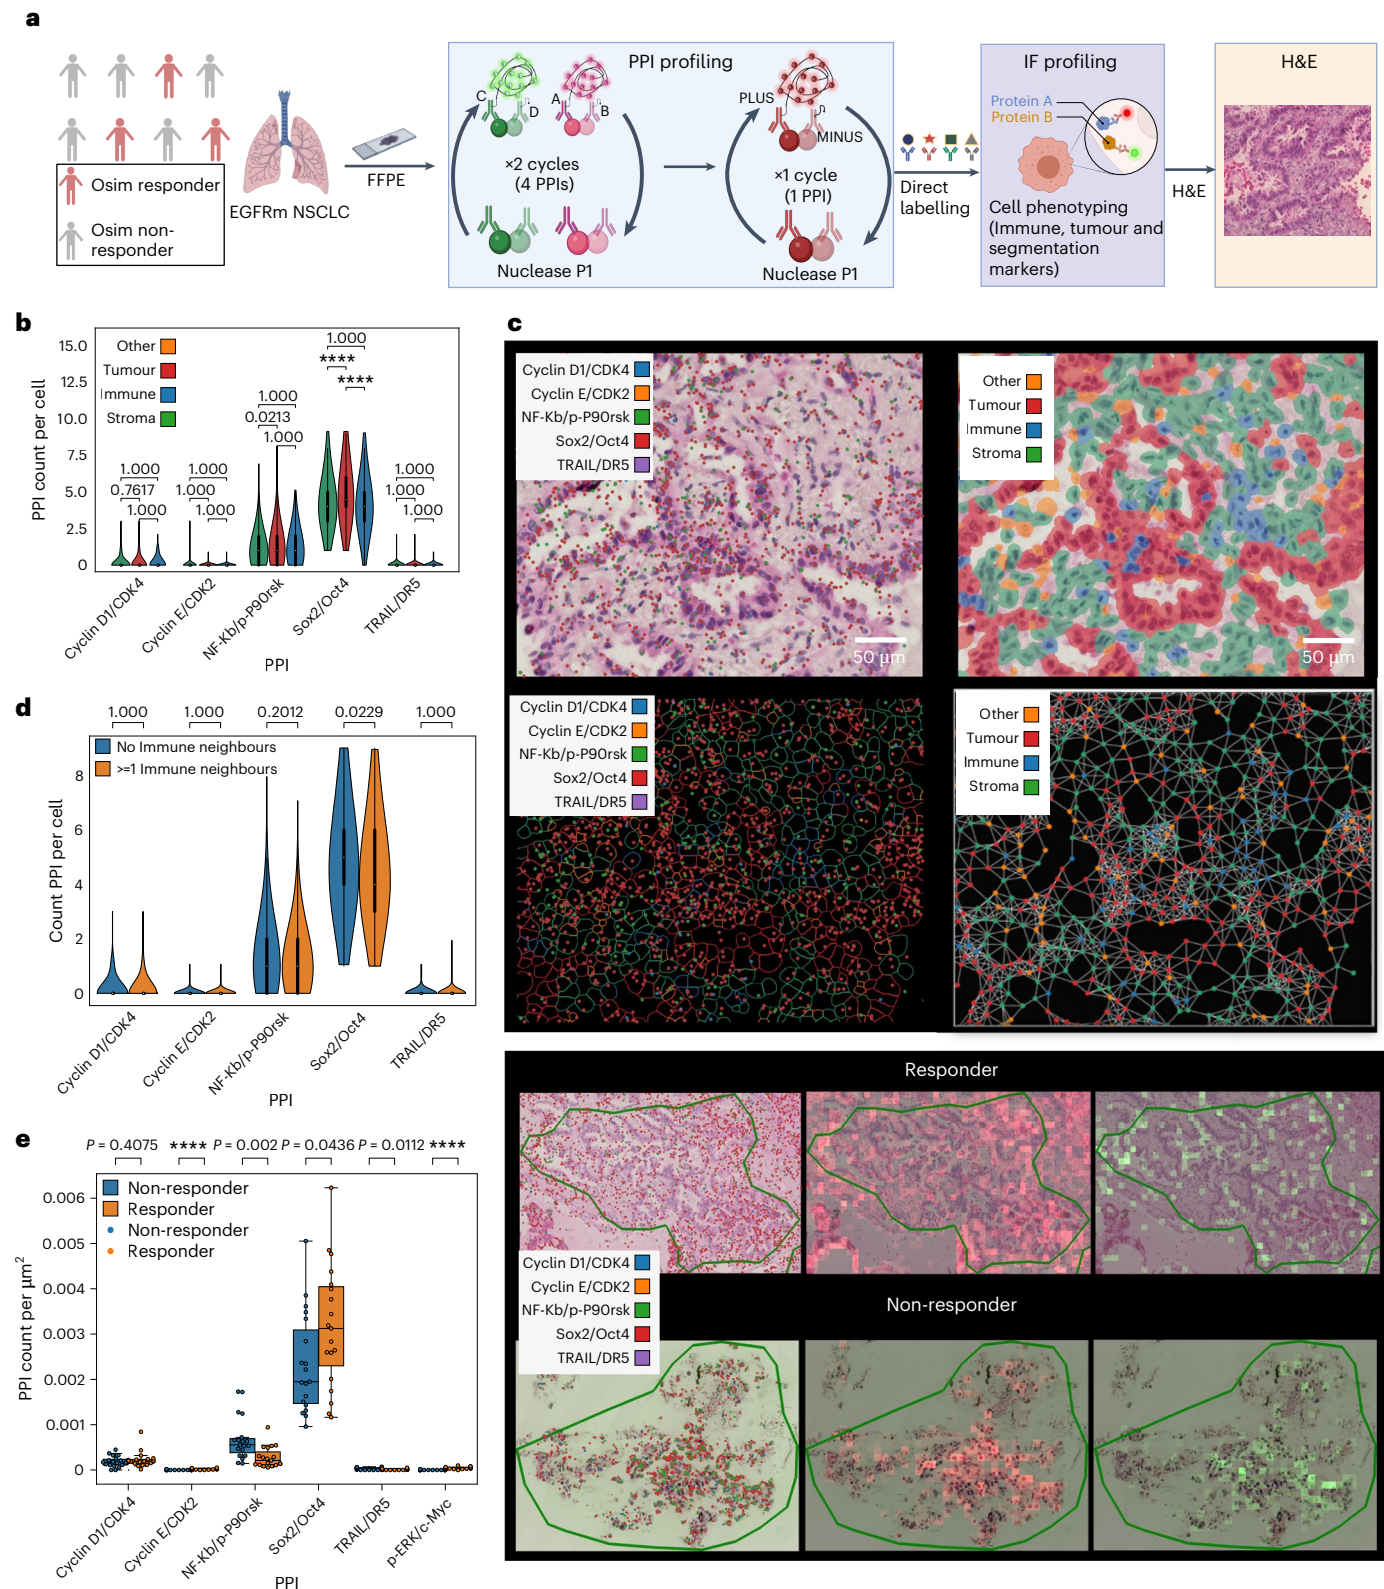 a
Osim responder
Osim non-
responder
EGFRm NSCLC
FFPE
PPI profiling
C
D
A
B
×2 cycles
(4 PPIs)
Nuclease P1
PLUS
MINUS
×1 cycle
(1 PPI)
Nuclease P1
Direct
labelling
IF profiling
Protein A
Protein B
Cell phenotyping
(Immune, tumour and
segmentation
markers)
H&E
H&E
b
PPI count per cell
15.0
12.5
10.0
7.5
5.0
2.5
0
Other
Tumour
Immune
Stroma
1.000
0.7617
1.000
1.000
1.000
1.000
1.000
0.0213
1.000
1.000
****
****
1.000
1.000
1.000
Cyclin D1/CDK4
Cyclin E/CDK2
NF-Kb/p-P90rsk
Sox2/Oct4
TRAIL/DR5
PPI
c
Cyclin D1/CDK4
Cyclin E/CDK2
NF-Kb/p-P90rsk
Sox2/Oct4
TRAIL/DR5
50 µm
Other
Tumour
Immune
Stroma
50 µm
Cyclin D1/CDK4
Cyclin E/CDK2
NF-Kb/p-P90rsk
Sox2/Oct4
TRAIL/DR5
Other
Tumour
Immune
Stroma
d
1.000
1.000
0.2012
0.0229
1.000
No Immune neighbours
>=1 Immune neighbours
Count PPI per cell
8
6
4
2
0
Cyclin D1/CDK4
Cyclin E/CDK2
NF-Kb/p-P90rsk
Sox2/Oct4
TRAIL/DR5
PPI
e
P = 0.4075
****
P = 0.002
P = 0.0436
P = 0.0112
****
Non-responder
Responder
Non-responder
Responder
PPI count per µm2
0.006
0.005
0.004
0.003
0.002
0.001
0
Cyclin D1/CDK4
Cyclin E/CDK2
NF-Kb/p-P90rsk
Sox2/Oct4
TRAIL/DR5
p-ERK/c-Myc
PPI
Responder
Cyclin D1/CDK4
Cyclin E/CDK2
NF-Kb/p-P90rsk
Sox2/Oct4
TRAIL/DR5
Non-responder